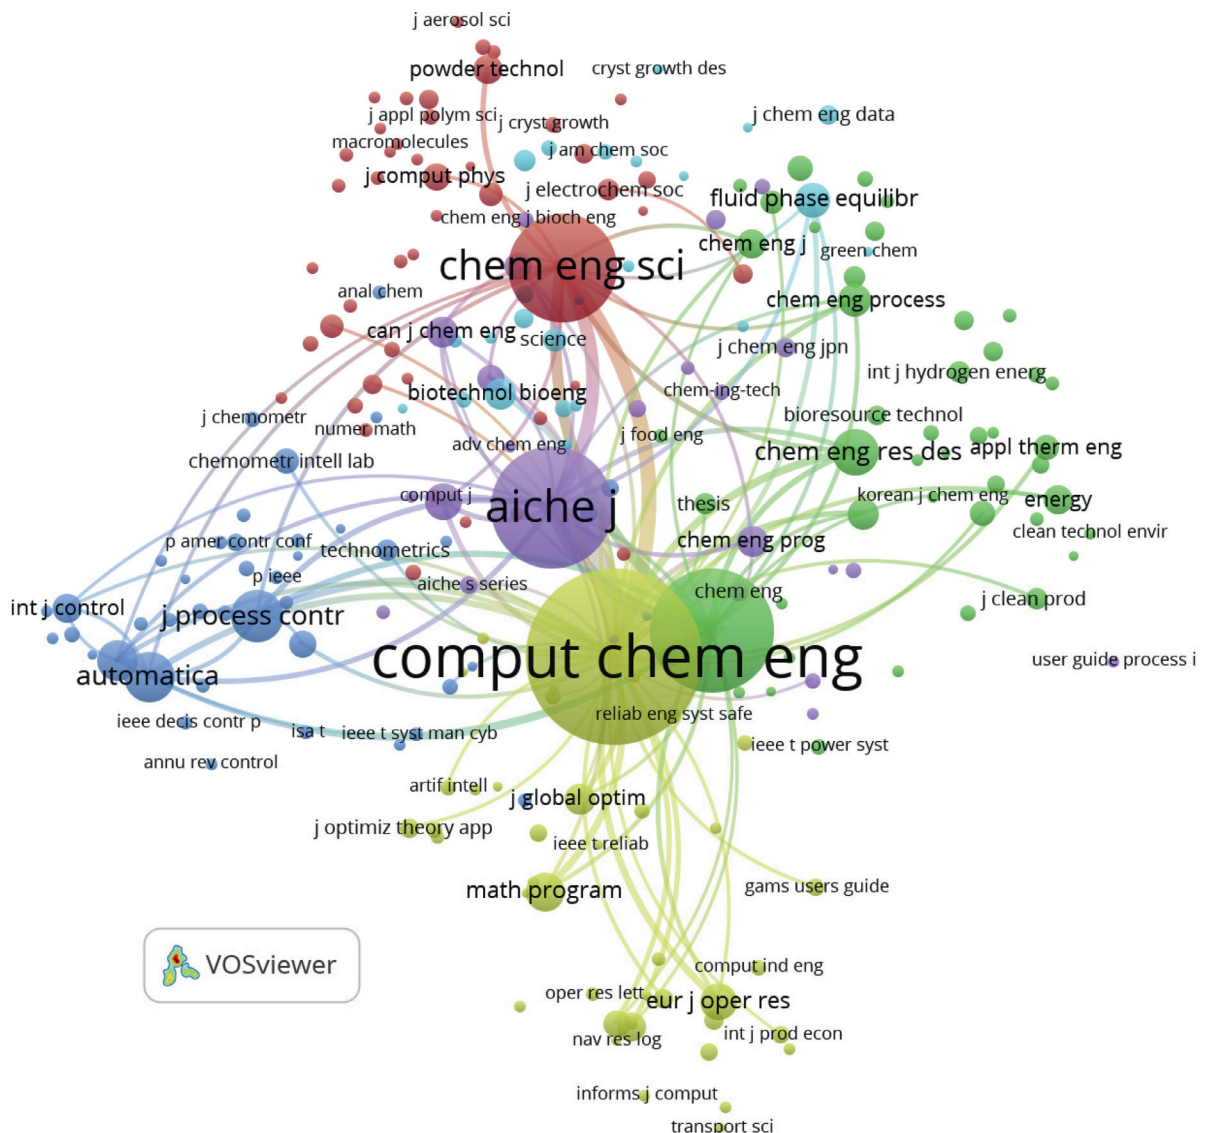 j aerosol sci
powder technol
cryst growth des
j appl polym sci
j cryst growth
j chem eng data
macromolecules
j am chem soc
j comput phys
j electrochem soc
fluid phase equilibr
chem eng j bioch eng
chem eng j
green chem
chem eng sci
anal chem
chem eng process
can j chem eng
science
j chem eng jpn
int j hydrogen energ
biotechnol bioeng
chem-ing-tech
j chemometr
numer math
bioresource technol
adv chem eng
j food eng
chem eng res des
appl therm eng
chemometr intell lab
comput j
aiche j
thesis
korean j chem eng
energy
clean technol envir
p amer contr conf
technometrics
chem eng prog
p ieee
aiche s series
chem eng
int j control
j process contr
j clean prod
comput chem eng
user guide process i
automatica
reliab eng syst safe
ieee decis contr p
isa t
ieee t syst man cyb
ieee t power syst
annu rev control
artif intell
j global optim
j optimiz theory app
ieee t reliab
math program
gams users guide
VOSviewer
comput ind eng
oper res lett
eur j oper res
nav res log
int j prod econ
informs j comput
transport sci